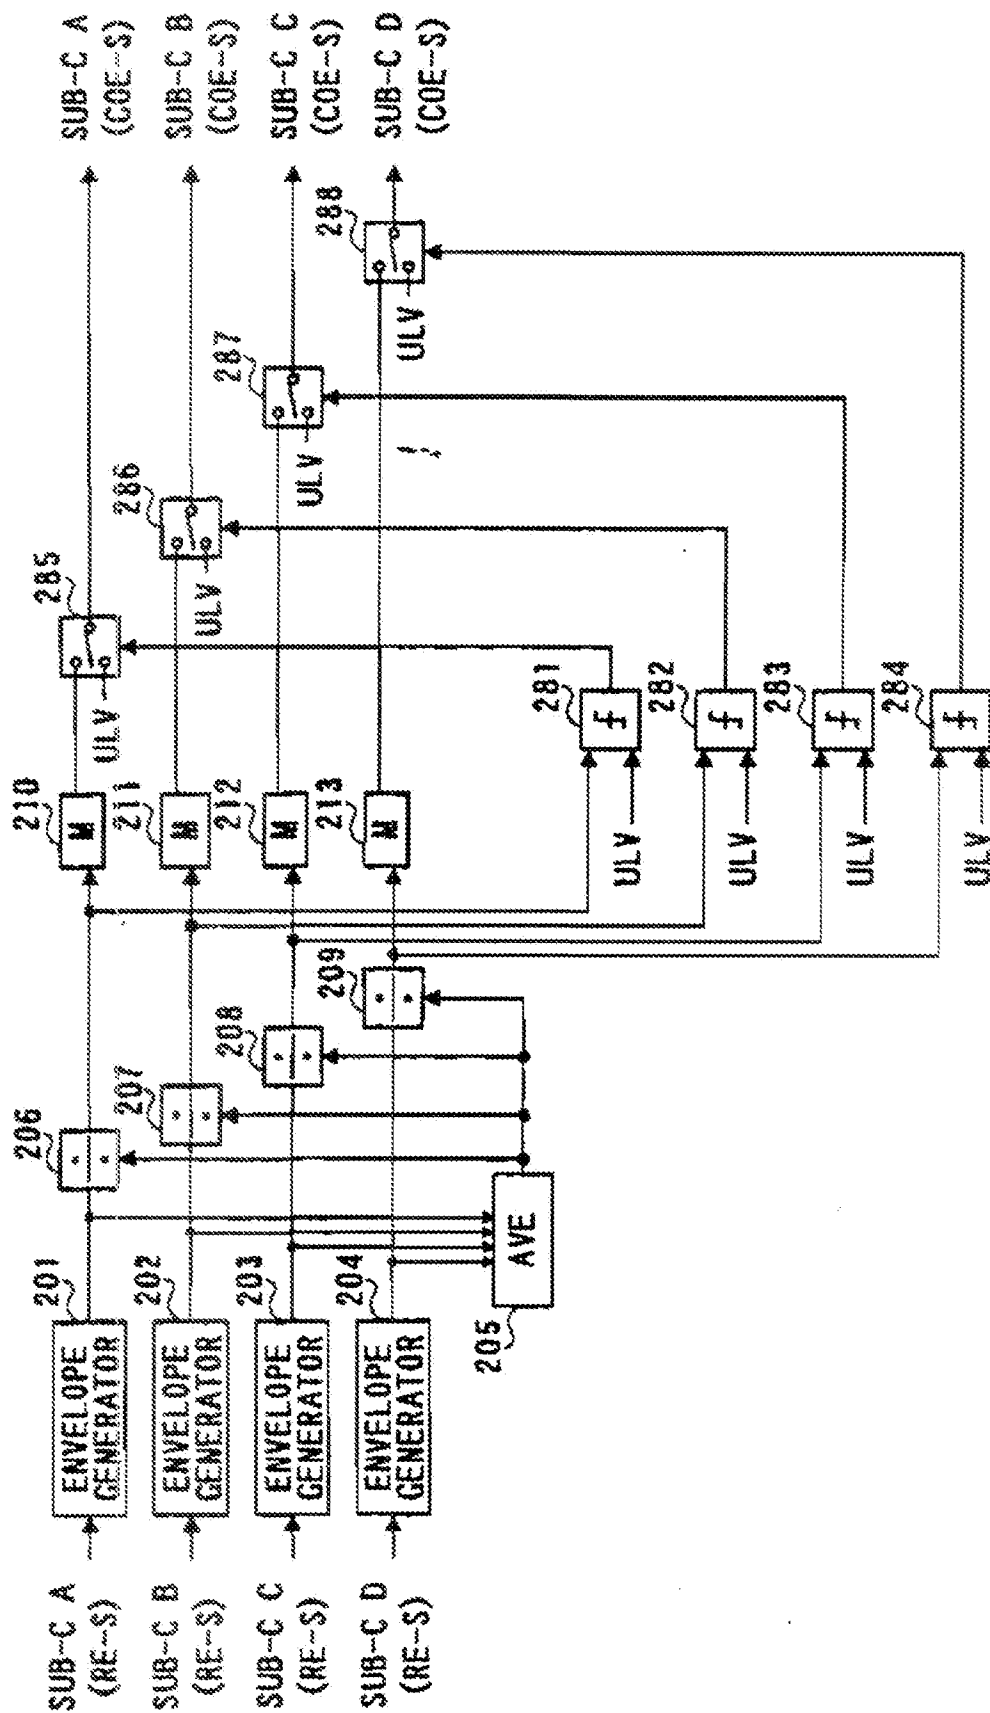 SUB-C A
(RE-S)
SUB-C B
(RE-S)
SUB-C C
(RE-S)
SUB-C D
(RE-S)
ENVELOPE
GENERATOR
201
ENVELOPE
GENERATOR
202
ENVELOPE
GENERATOR
203
ENVELOPE
GENERATOR
204
AVE
205
206
207
208
209
M
210
M
211
M
212
M
213
ULV
281
ULV
282
ULV
283
ULV
284
ULV
285
ULV
286
ULV
287
ULV
288
SUB-C A
(COE-S)
SUB-C B
(COE-S)
SUB-C C
(COE-S)
SUB-C D
(COE-S)